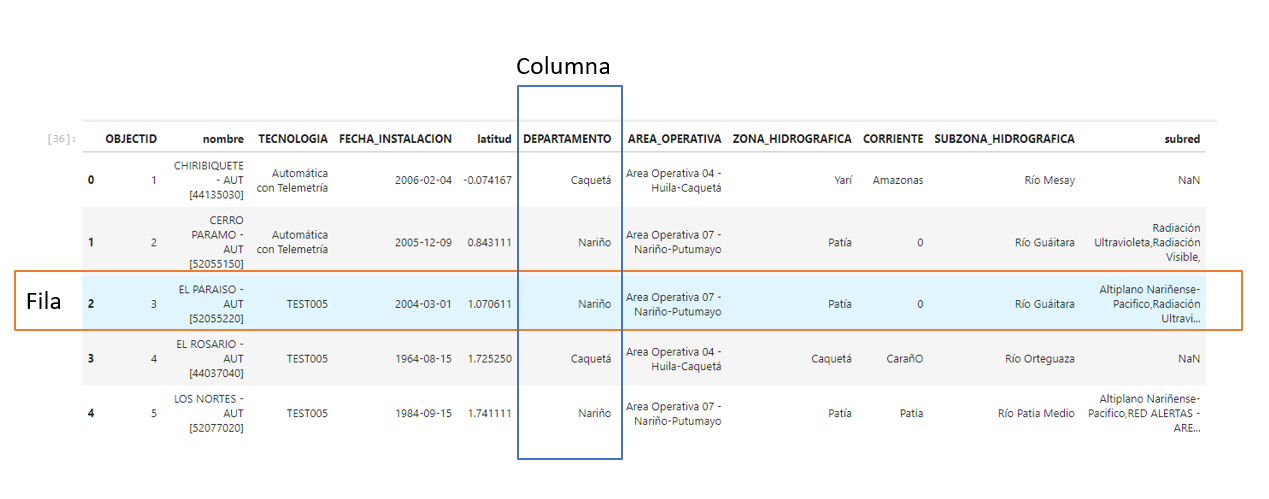 Columna
[36]:
OBJECTID nombre TECNOLOGIA FECHA_INSTALACION latitud DEPARTAMENTO AREA_OPERATIVA ZONA_HIDROGRAFICA CORRIENTE SUBZONA_HIDROGRAFICA subred
CHIRIBIQUETE
- AUT
[44135030]
0 1 Automática
con Telemetría
2006-02-04 -0.074167 Caquetá Area Operativa 04 -
Huila-Caquetá
Yarí Amazonas Río Mesay NaN
CERRO
PARAMO -
AUT
[52055150]
1 2 Automática
con Telemetría
2005-12-09 0.843111 Nariño Area Operativa 07 -
Nariño-Putumayo
Patía 0 Río Guáitara Radiación
Ultravioleta,Radiación
Visible,
Fila
2 3 EL PARAISO -
AUT
[52055220]
TEST005 2004-03-01 1.070611 Nariño Area Operativa 07 -
Nariño-Putumayo
Patía 0 Río Guáitara Altiplano Nariñense-
Pacifico,Radiación
Ultravi...
3 4 EL ROSARIO -
AUT
[44037040]
TEST005 1964-08-15 1.725250 Caquetá Area Operativa 04 -
Huila-Caquetá
Caquetá CarañO Río Orteguaza NaN
4 5 LOS NORTES -
AUT
[52077020]
TEST005 1984-09-15 1.741111 Nariño Area Operativa 07 -
Nariño-Putumayo
Patía Patia Río Patia Medio Altiplano Nariñense-
Pacifico,RED ALERTAS -
ARE...